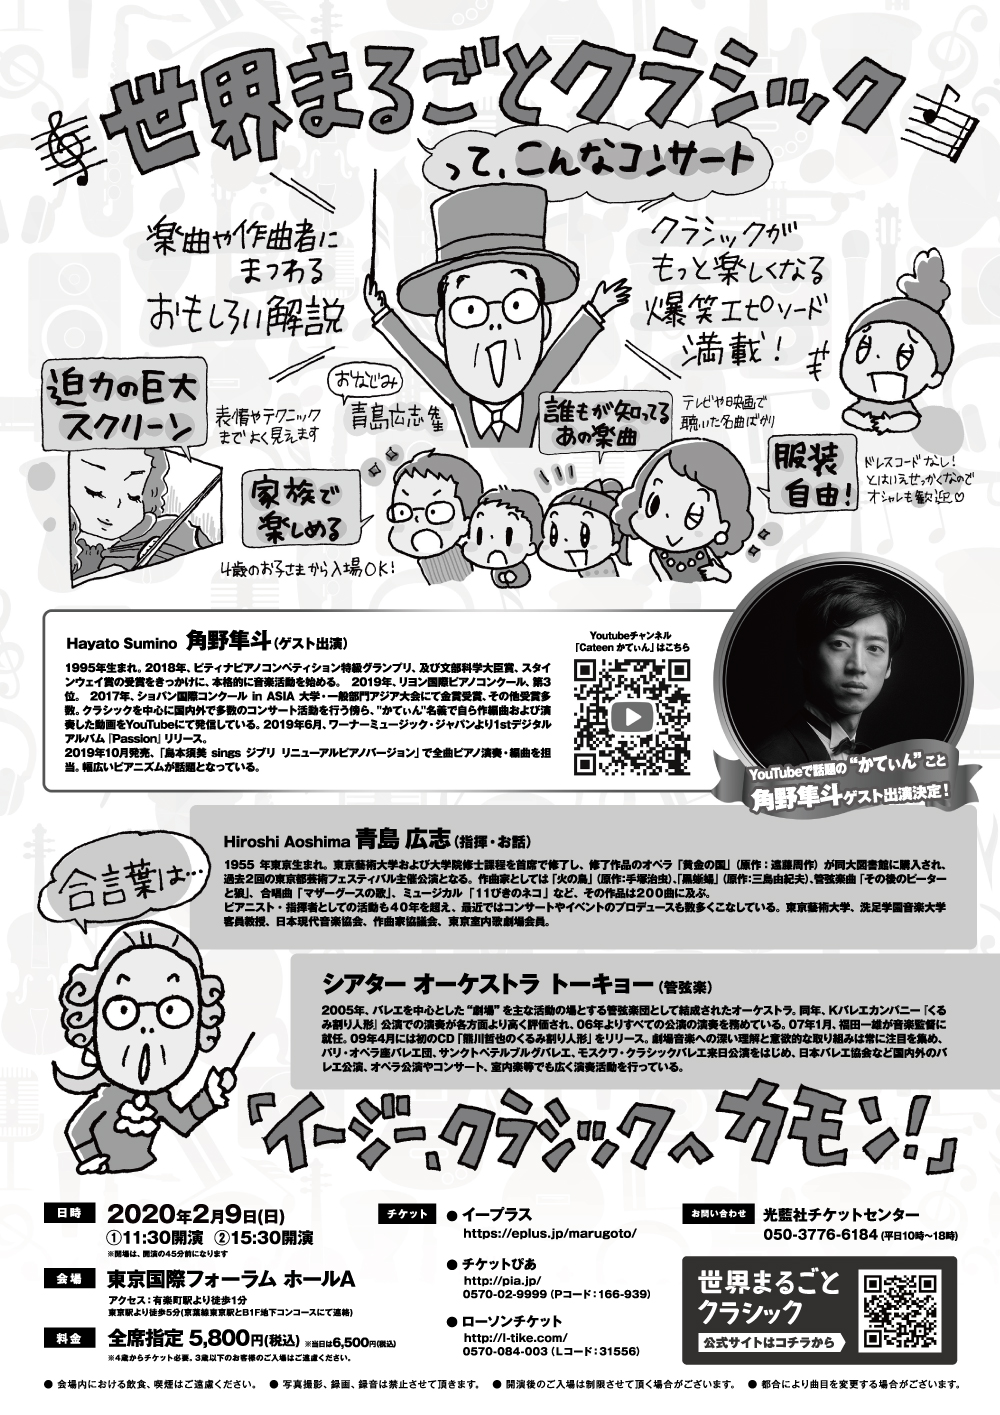 世界まるごとクラシック
って、こんなコンサート
楽曲や作曲者に
まつわる
おもしろい解説
クラシックが
もっと楽しくなる
爆笑エピソード
満載!
迫力の巨大
スクリーン
表情やテクニック
までよく見えます
おなじみ
青島広志先生
誰もが知ってる
あの楽曲
テレビや映画で
聴いた名曲ばかり
家族で
楽しめる
4歳のお子さまから入場OK!
服装
自由!
ドレスコードなし!
とはいえせっかくなので
オシャレも歓迎♡
Hayato Sumino 角野隼斗(ゲスト出演)
1995年生まれ。2018年、ピティナピアノコンペティション特級グランプリ、及び文部科学大臣賞、スタイ
ンウェイ賞の受賞をきっかけに、本格的に音楽活動を始める。 2019年、リヨン国際ピアノコンクール、第3
位。 2017年、ショパン国際コンクール in ASIA 大学・一般部門アジア大会にて金賞受賞、その他受賞多
数。クラシックを中心に国内外で多数のコンサート活動を行う傍ら、"かてぃん"名義で自ら作編曲および演
奏した動画をYouTubeにて発信している。2019年6月、ワーナーミュージック・ジャパンより1stデジタル
アルバム「Passion」リリース。
2019年10月発売、「島本須美 sings ジブリ リニューアルピアノバージョン」で全曲ピアノ演奏・編曲を担
当。幅広いピアニズムが話題となっている。
Youtubeチャンネル
「Cateen かてぃん」はこちら
YouTubeで話題の“かてぃん”こと
角野隼斗ゲスト出演決定!
Hiroshi Aoshima 青島 広志(指揮・お話)
1955 年東京生まれ。東京藝術大学および大学院修士課程を首席で修了し、修了作品のオペラ「黄金の国」(原作:遠藤周作)が同大図書館に購入され、
過去2回の東京都芸術フェスティバル主催公演となる。作曲家としては「火の鳥」(原作:手塚治虫)、「黒蜥蜴」(原作:三島由紀夫)、管弦楽曲「その後のピーター
と狼」、合唱曲「マザーグースの歌」、ミュージカル「11ぴきのネコ」など、その作品は200曲に及ぶ。
ピアニスト・指揮者としての活動も40年を超え、最近ではコンサートやイベントのプロデュースも数多くこなしている。東京藝術大学、洗足学園音楽大学
客員教授、日本現代音楽協会、作曲家協議会、東京室内歌劇場会員。
合言葉は…
シアター オーケストラ トーキョー(管弦楽)
2005年、バレエを中心とした“劇場”を主な活動の場とする管弦楽団として結成されたオーケストラ。同年、Kバレエカンパニー「くる
み割り人形」公演での演奏が各方面より高く評価され、06年よりすべての公演の演奏を務めている。07年1月、福田一雄が音楽監督に
就任。09年4月には初のCD「熊川哲也のくるみ割り人形」をリリース。劇場音楽への深い理解と意欲的な取り組みは常に注目を集め、
パリ・オペラ座バレエ団、サンクトペテルブルグバレエ、モスクワ・クラシックバレエ来日公演をはじめ、日本バレエ協会など国内外のバ
レエ公演、オペラ公演やコンサート、室内楽等でも広く演奏活動を行っている。
「イージー、クラシックへカモン!」
日時 2020年2月9日(日)
①11:30開演 ②15:30開演
※開場は、開演の45分前になります
会場 東京国際フォーラム ホールA
アクセス:有楽町駅より徒歩1分
東京駅より徒歩5分(京葉線東京駅とB1F地下コンコースにて連絡)
料金 全席指定 5,800円(税込) ※当日は6,500円(税込)
※4歳からチケット必要。3歳以下のお客様のご入場はご遠慮ください。
チケット ● イープラス
https://eplus.jp/marugoto/
● チケットぴあ
http://pia.jp/
0570-02-9999 (Pコード:166-939)
● ローソンチケット
http://l-tike.com/
0570-084-003 (Lコード:31556)
お問い合わせ 光藍社チケットセンター
050-3776-6184 (平日10時〜18時)
世界まるごと
クラシック
公式サイトはコチラから
● 会場内における飲食、喫煙はご遠慮ください。 ● 写真撮影、録画、録音は禁止させて頂きます。 ● 開演後のご入場は制限させて頂く場合がございます。 ● 都合により曲目を変更する場合がございます。